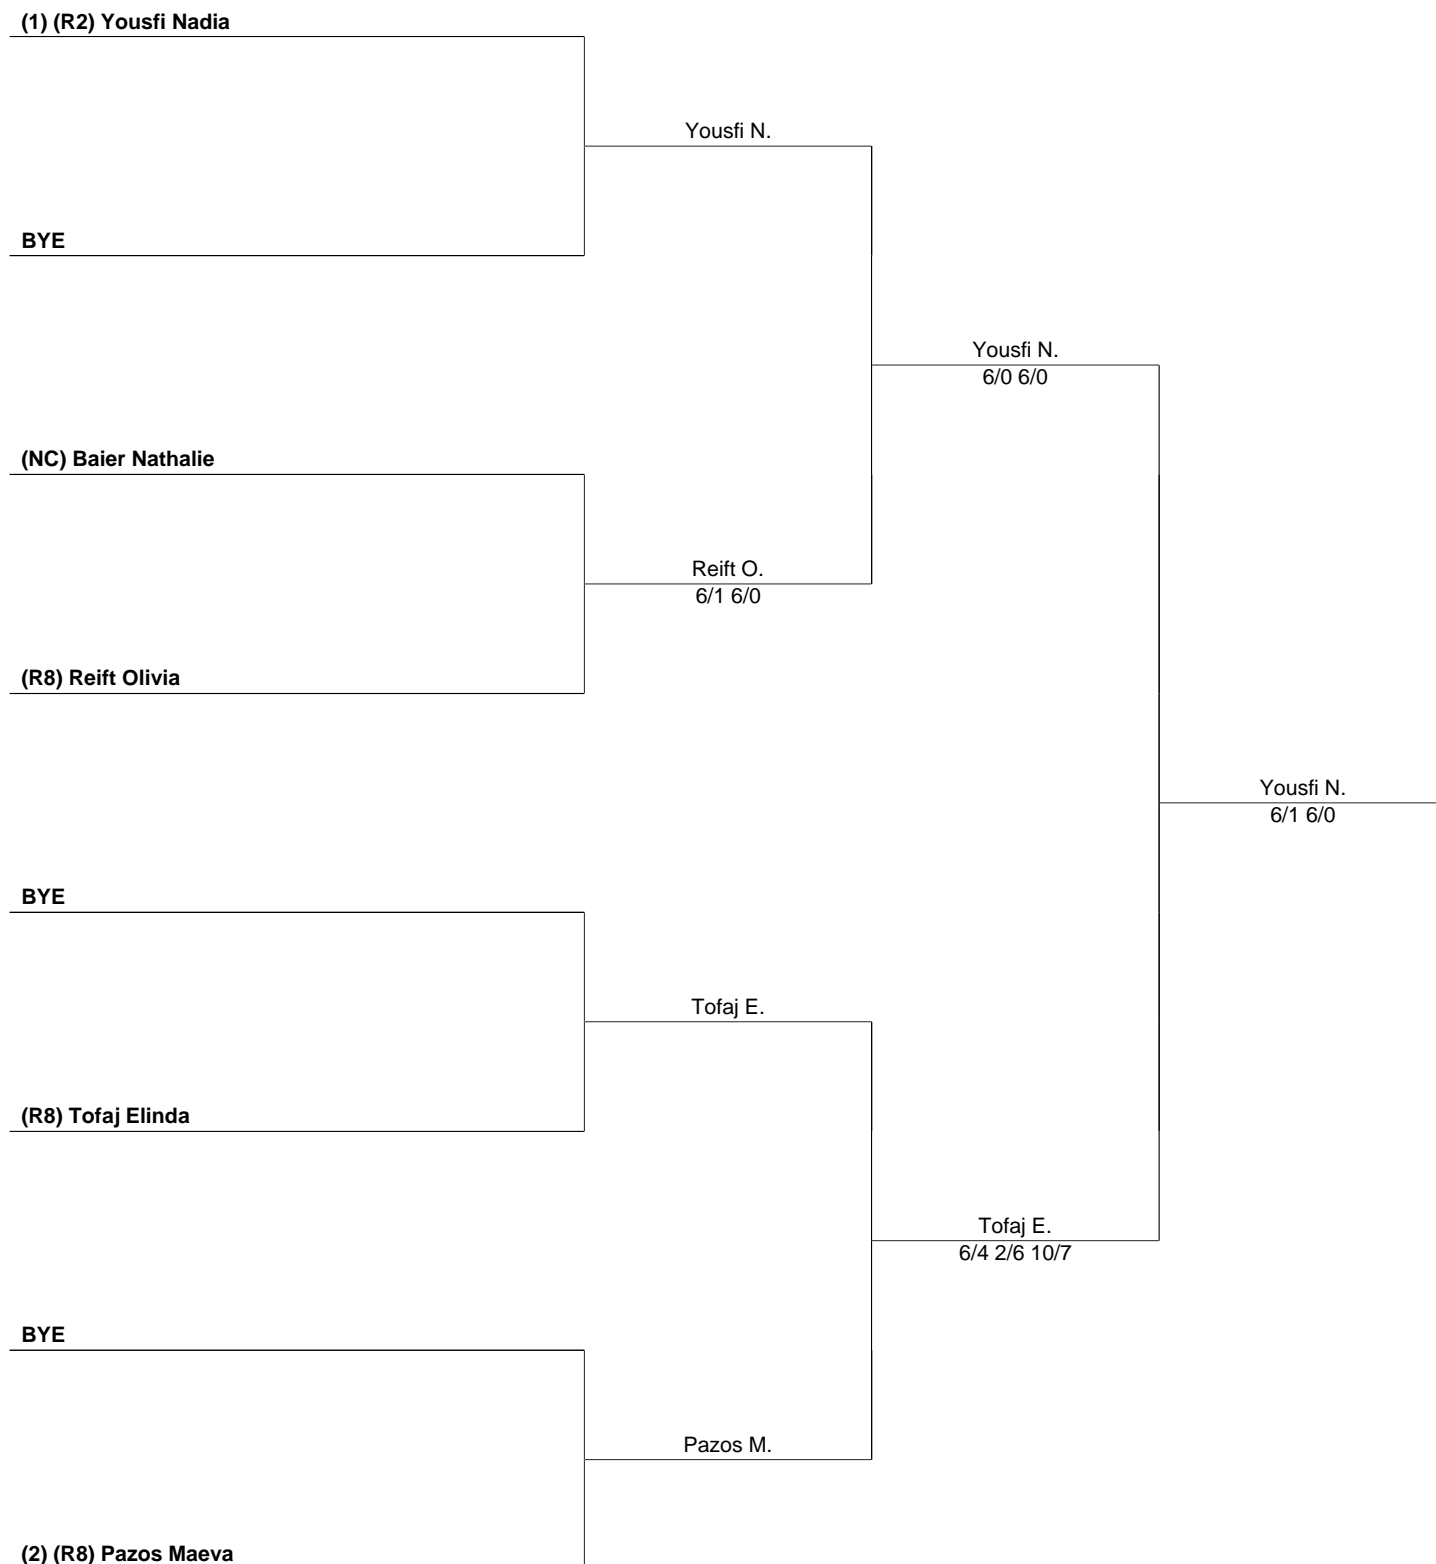 (1) (R2) Yousfi Nadia
Yousfi N.
BYE
Yousfi N.
6/0 6/0
(NC) Baier Nathalie
Reift O.
6/1 6/0
(R8) Reift Olivia
Yousfi N.
6/1 6/0
BYE
Tofaj E.
(R8) Tofaj Elinda
Tofaj E.
6/4 2/6 10/7
BYE
Pazos M.
(2) (R8) Pazos Maeva